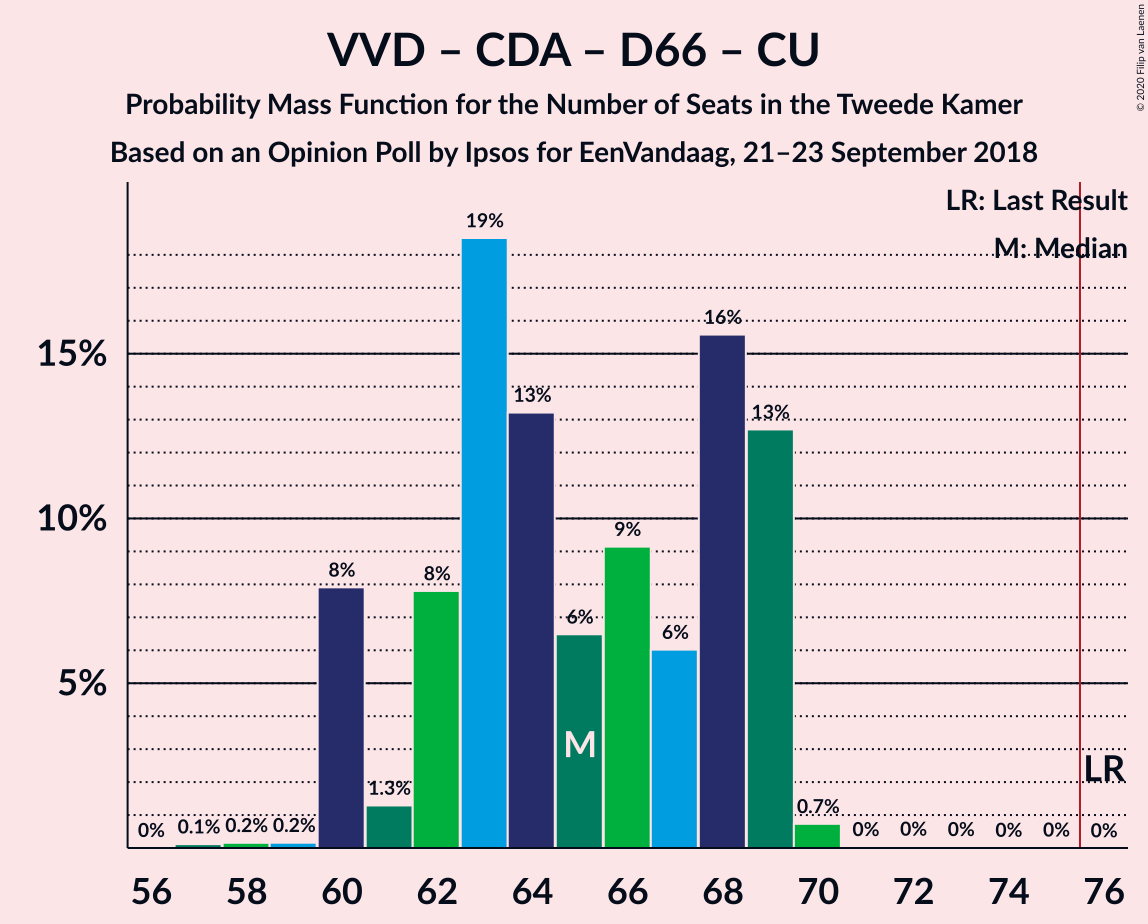 VVD – CDA – D66 – CU
Probability Mass Function for the Number of Seats in the Tweede Kamer
Based on an Opinion Poll by Ipsos for EenVandaag, 21–23 September 2018
© 2020 Filip van Laenen
LR: Last Result
M: Median
15%
10%
5%
0%
0.1%
0.2%
0.2%
8%
1.3%
8%
19%
13%
6%
9%
6%
16%
13%
0.7%
0%
0%
0%
0%
0%
0%
M
LR
56 58 60 62 64 66 68 70 72 74 76